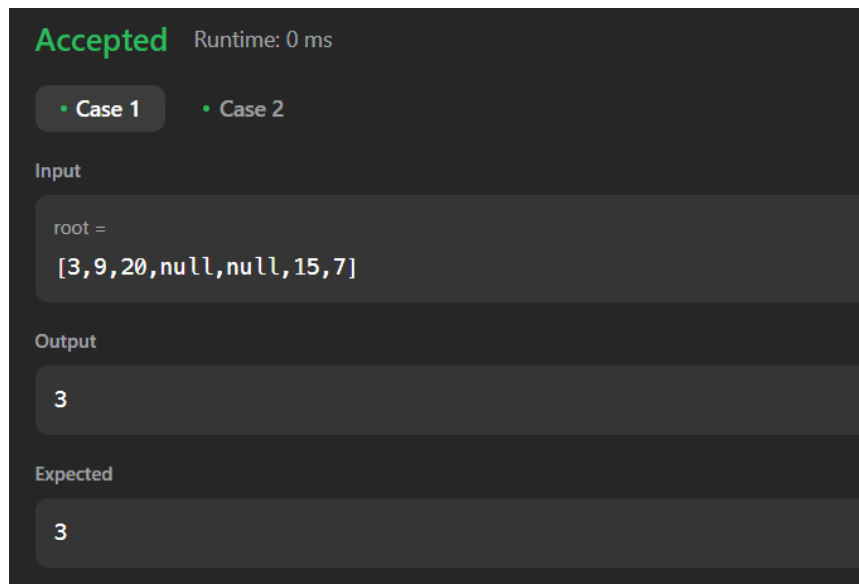 Accepted Runtime: 0 ms
• Case 1 • Case 2
Input
root =
[3,9,20,null,null,15,7]
Output
3
Expected
3